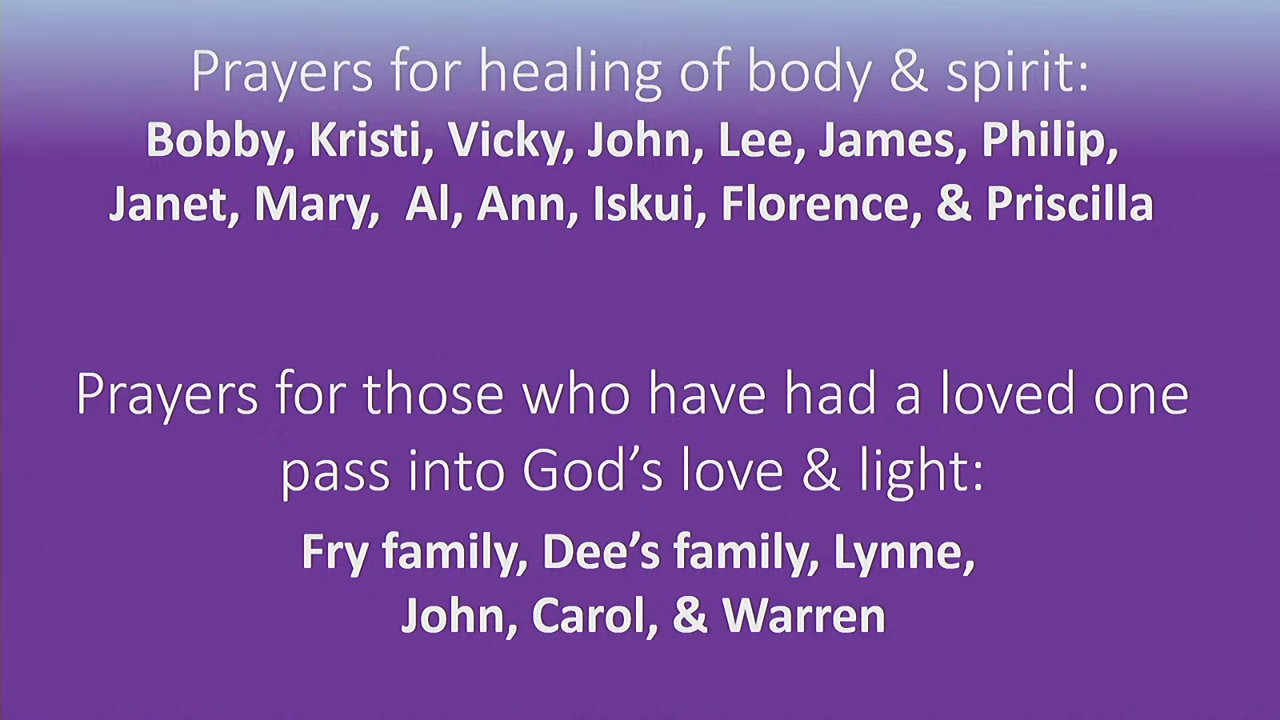 Prayers for healing of body & spirit:
Bobby, Kristi, Vicky, John, Lee, James, Philip,
Janet, Mary,  Al, Ann, Iskui, Florence, & Priscilla
Prayers for those who have had a loved one
pass into God’s love & light:
Fry family, Dee’s family, Lynne,
John, Carol, & Warren